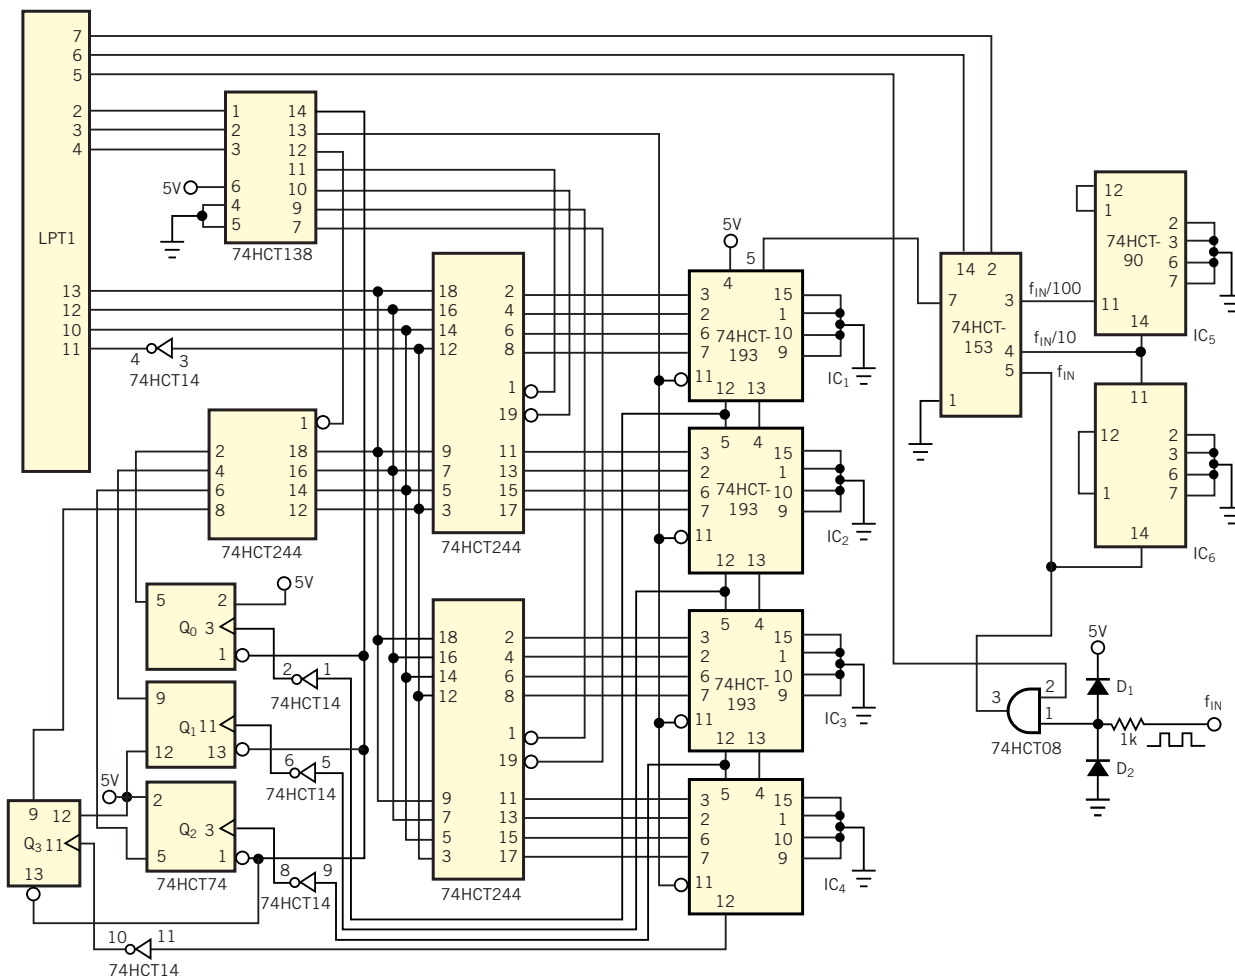 LPT1
7
6
5
2
3
4
13
12
10
11
1 14
2 13
3 12
11
6 10
4 9
5 7
5V
74HCT138
4 3
74HCT14
18 2
16 4
14 6
12 8
1
19
9 11
7 13
5 15
3 17
74HCT244
1
2 18
4 16
6 14
8 12
74HCT244
18 2
16 4
14 6
12 8
1
19
9 11
7 13
5 15
3 17
74HCT244
5 2
Q0 3
1
5V
2 1
74HCT14
9
Q1 11
12 13
6 5
74HCT14
5V
2
Q2 3
5 1
74HCT74
8 9
74HCT14
9 12
Q3 11
13
10 11
74HCT14
5V
5
4
3 15
2 1
6 10
7 9
74HCT-
193
11
12 13
IC1
5 4
3 15
2 1
6 10
7 9
74HCT-
193
11
12 13
IC2
5 4
3 15
2 1
6 10
7 9
74HCT-
193
11
12 13
IC3
5 4
3 15
2 1
6 10
7 9
11
12
IC4
14 2
7 3
74HCT-
153
4
5
1
fIN/100
fIN/10
fIN
12
1
2
3
6
7
74HCT-
90
11
14
IC5
11
12 2
3
6
1 7
14
IC6
5V
D1
fIN
3 2
1
1k
74HCT08
D2